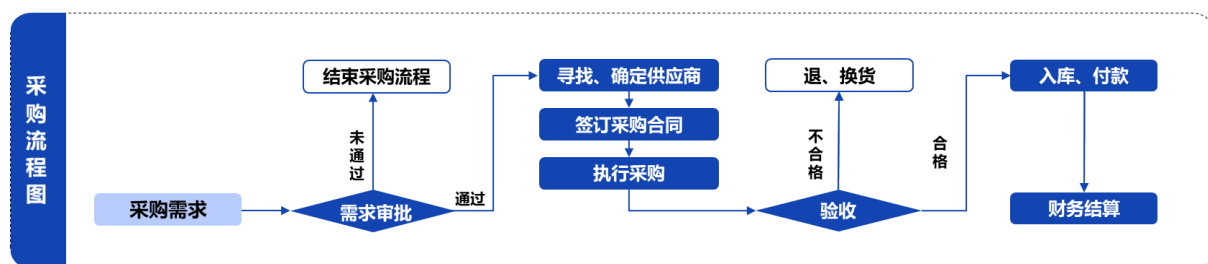 采购流程图
采购需求
需求审批
未通过
结束采购流程
通过
寻找、确定供应商
签订采购合同
执行采购
验收
不合格
退、换货
合格
入库、付款
财务结算